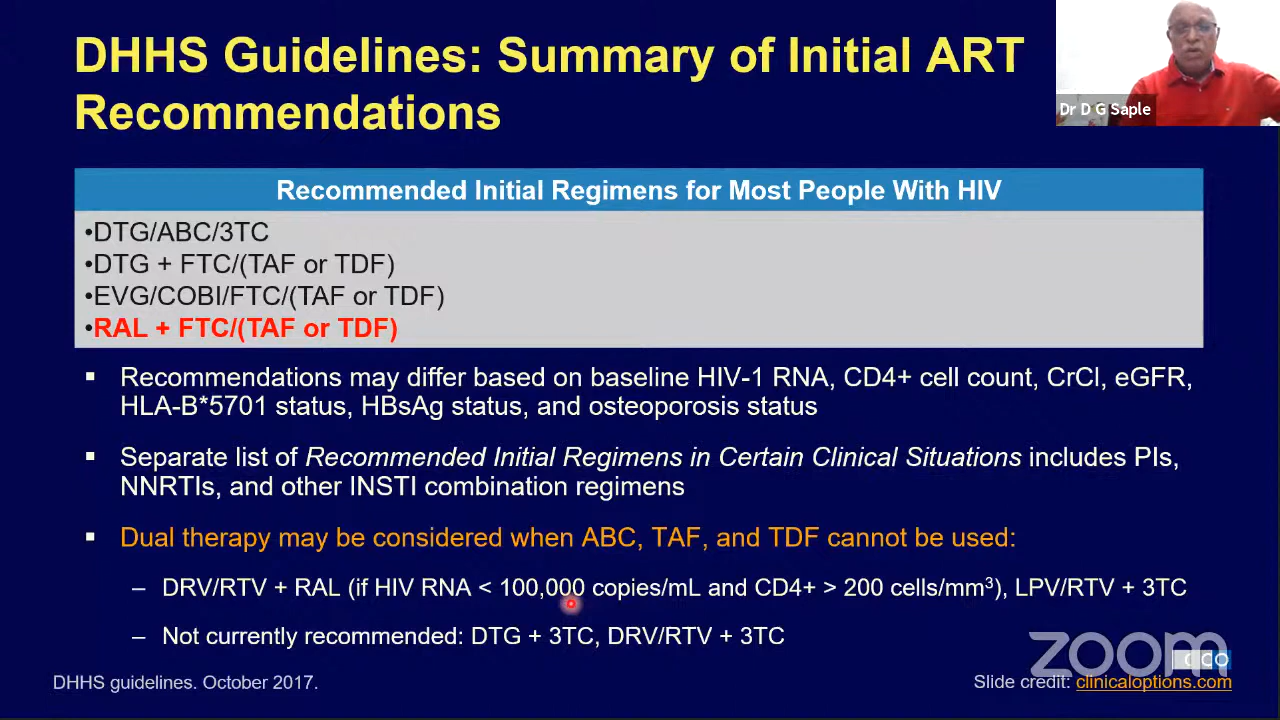 DHHS Guidelines: Summary of Initial ART
Recommendations
Dr D G Saple
Recommended Initial Regimens for Most People With HIV
•DTG/ABC/3TC
•DTG + FTC/(TAF or TDF)
•EVG/COBI/FTC/(TAF or TDF)
•RAL + FTC/(TAF or TDF)
▪ Recommendations may differ based on baseline HIV-1 RNA, CD4+ cell count, CrCl, eGFR,
HLA-B*5701 status, HBsAg status, and osteoporosis status
▪ Separate list of Recommended Initial Regimens in Certain Clinical Situations includes PIs,
NNRTIs, and other INSTI combination regimens
▪ Dual therapy may be considered when ABC, TAF, and TDF cannot be used:
– DRV/RTV + RAL (if HIV RNA < 100,000 copies/mL and CD4+ > 200 cells/mm³), LPV/RTV + 3TC
– Not currently recommended: DTG + 3TC, DRV/RTV + 3TC
zoom
DHHS guidelines. October 2017.
Slide credit: clinicaloptions.com